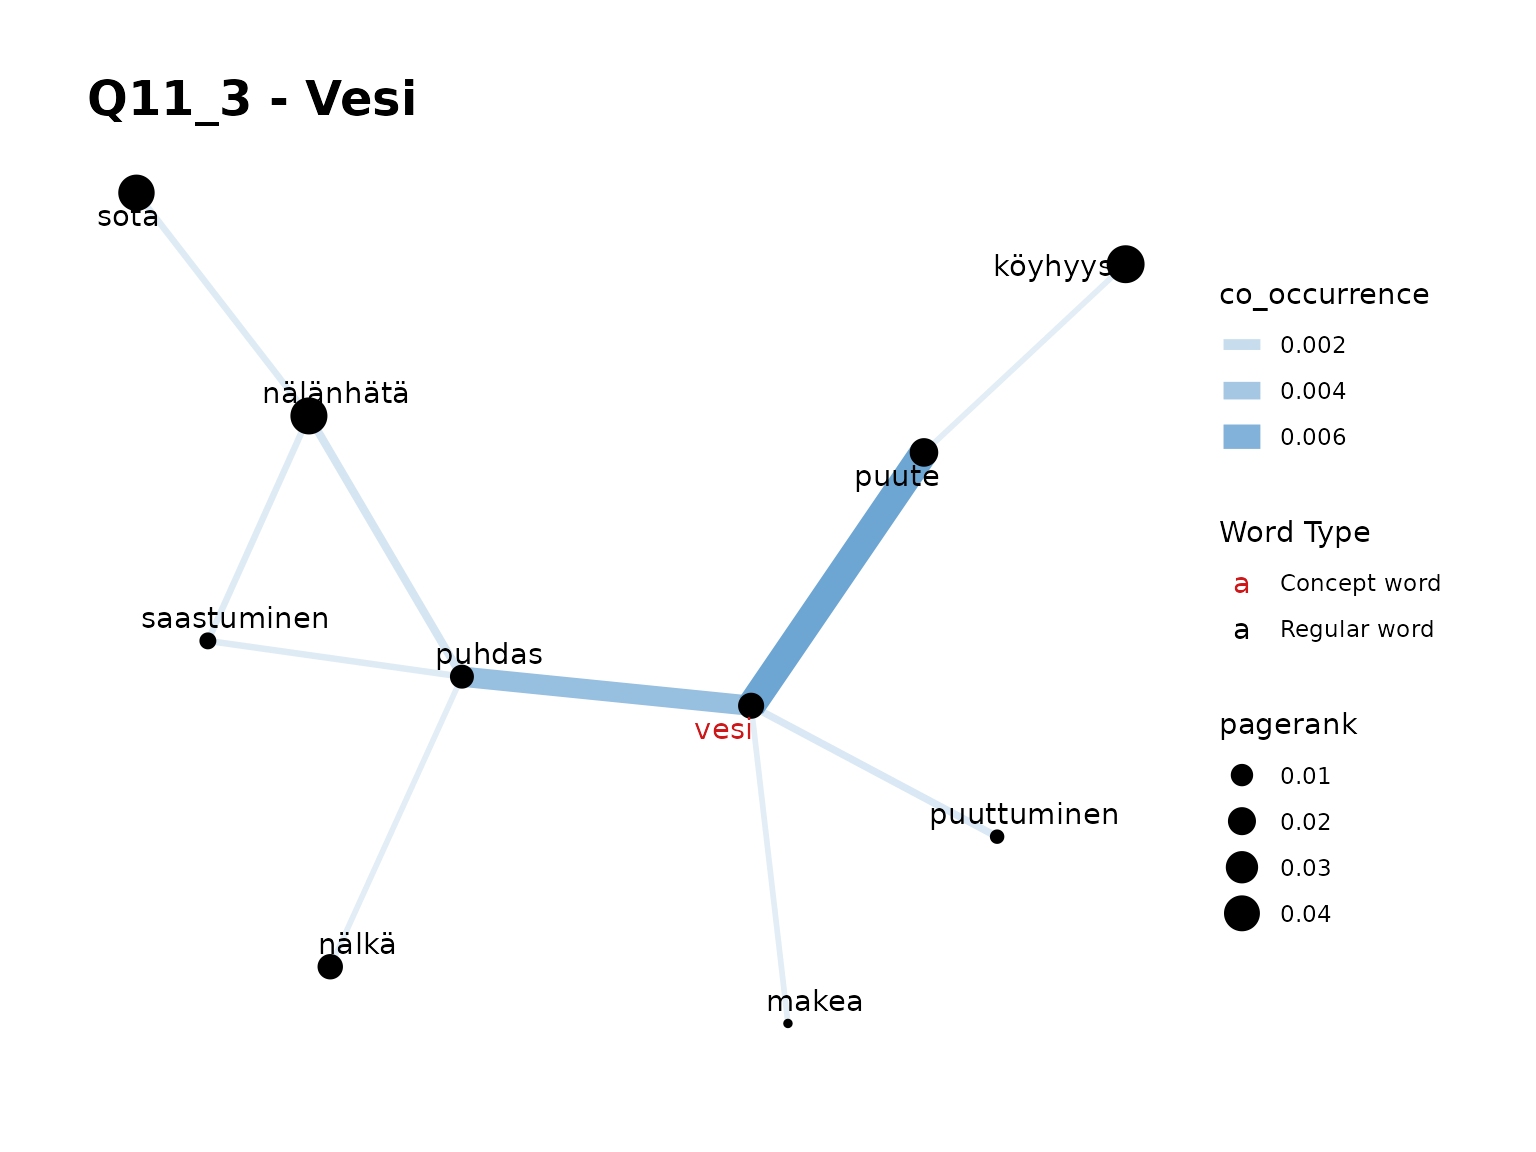 Q11_3 - Vesi
sota
köyhyys
nälänhätä
puute
saastuminen
puhdas
vesi
puuttuminen
nälkä
makea
co_occurrence
0.002
0.004
0.006
Word Type
a Concept word
a Regular word
pagerank
0.01
0.02
0.03
0.04